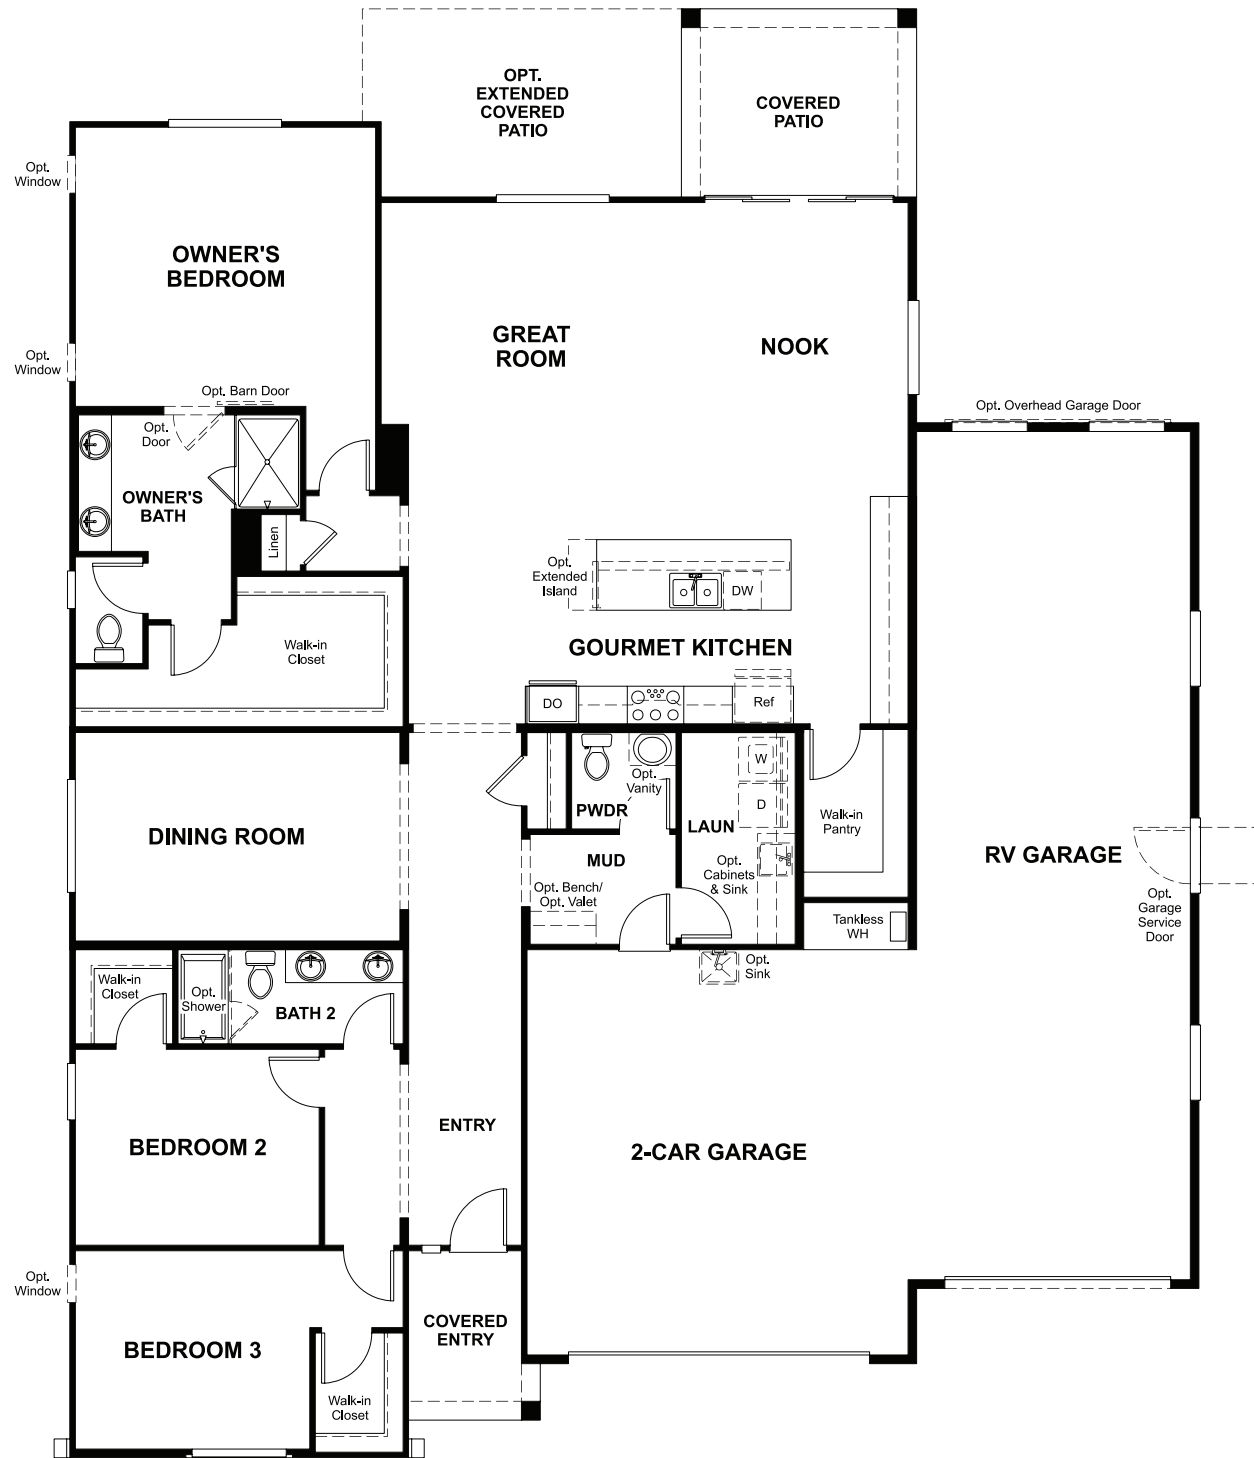 OPT.
EXTENDED
COVERED
PATIO
COVERED
PATIO
Opt.
Window
OWNER'S
BEDROOM
GREAT
ROOM
NOOK
Opt.
Window
Opt. Barn Door
Opt.
Door
Opt. Overhead Garage Door
OWNER'S
BATH
Linen
Opt.
Extended
Island
DW
GOURMET KITCHEN
Walk-in
Closet
DO
Ref
W
Opt.
Vanity
D
PWDR
LAUN
Walk-in
Pantry
DINING ROOM
MUD
RV GARAGE
Opt.
Cabinets
& Sink
Opt. Bench/
Opt. Valet
Opt.
Garage
Service
Door
Tankless
WH
Opt.
Sink
Walk-in
Closet
Opt.
Shower
BATH 2
ENTRY
BEDROOM 2
2-CAR GARAGE
Opt.
Window
COVERED
ENTRY
BEDROOM 3
Walk-in
Closet